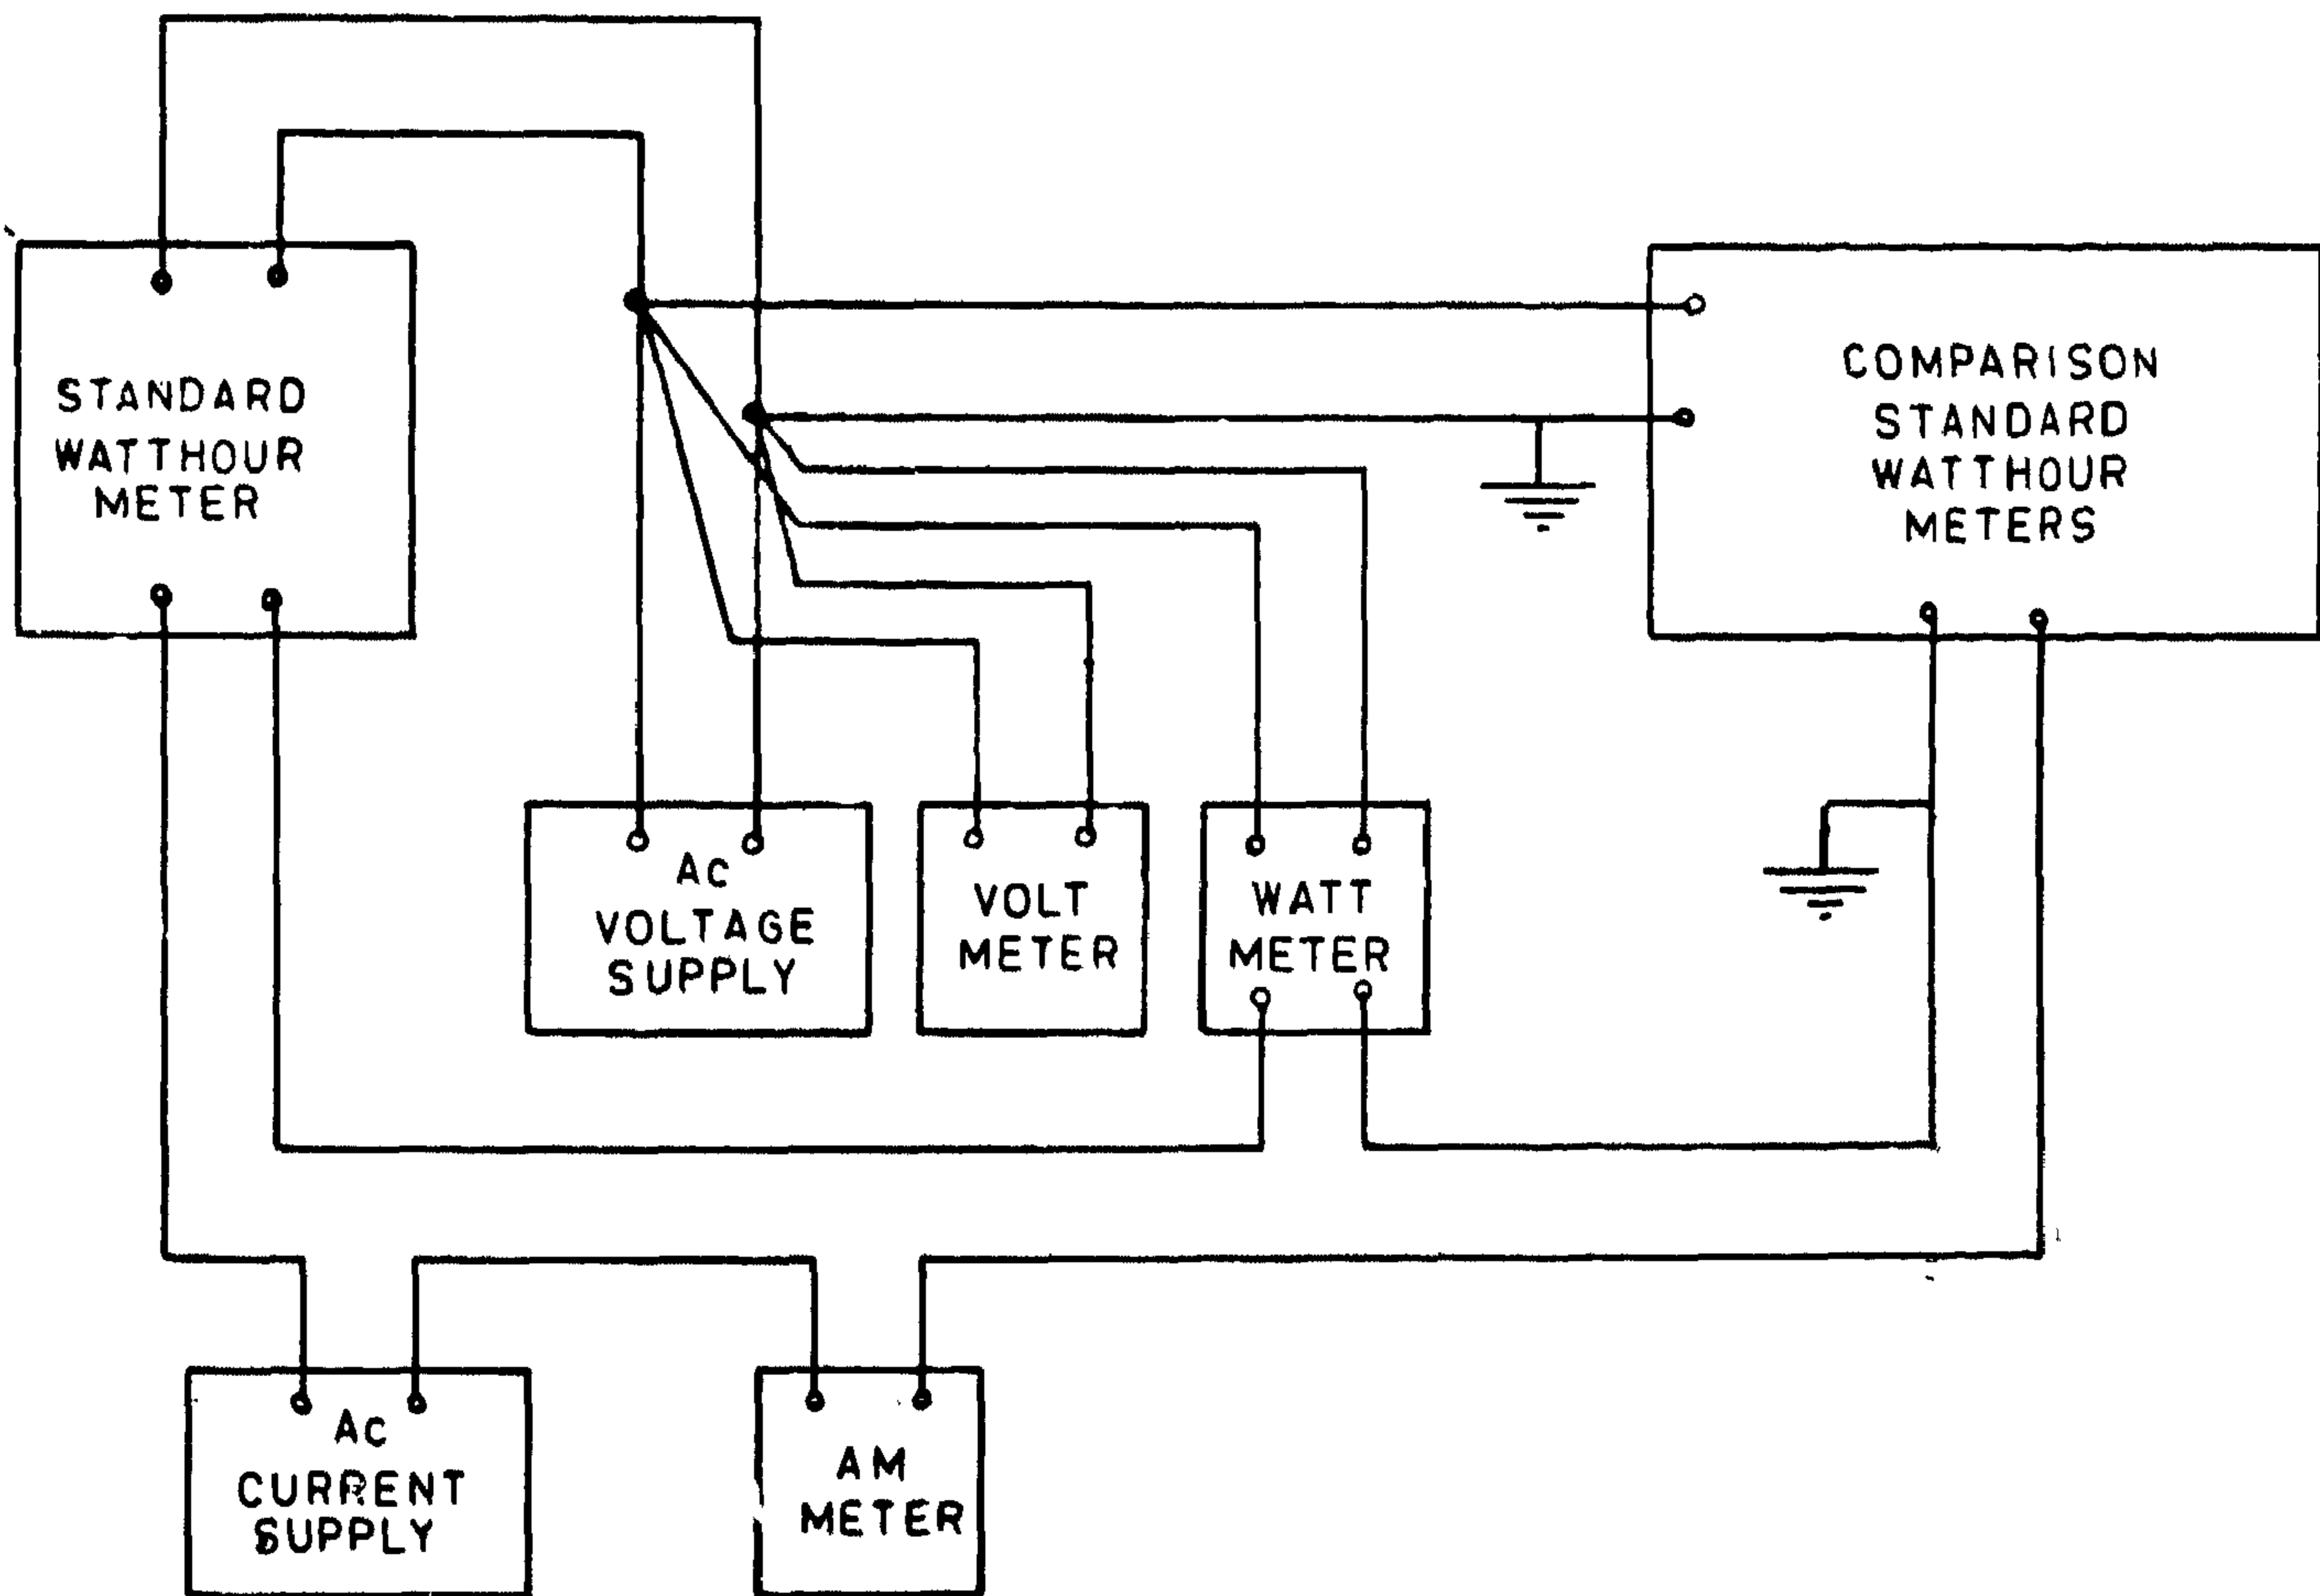 STANDARD
WATTHOUR
METER
COMPARISON
STANDARD
WATTHOUR
METERS
AC
VOLTAGE
SUPPLY
VOLT
METER
WATT
METER
AC
CURRENT
SUPPLY
AM
METER